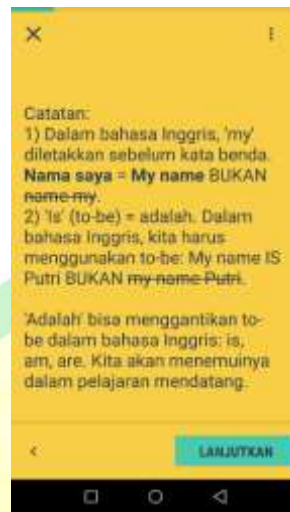 Catatan:
1) Dalam bahasa Inggris, 'my'
diletakkan sebelum kata benda.
Nama saya = My name BUKAN
name my.
2) 'Is' (to-be) = adalah. Dalam
bahasa Inggris, kita harus
menggunakan to-be: My name IS
Putri BUKAN my name Putri.
'Adalah' bisa menggantikan to-
be dalam bahasa Inggris: is,
am, are. Kita akan menemuinya
dalam pelajaran mendatang.
LANJUTKAN